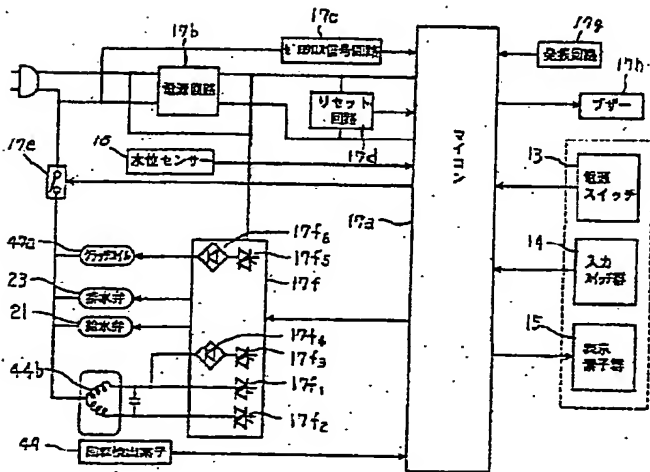 17c
17b
ゼロクロス信号回路
17g
発振回路
電源回路
17h
ブザー
リセット
回路
17e
16
水位センサ
17d
マイコン
13
電源
スイッチ
17a
47a
クラッチコイル
17f6
17f5
14
入力
スイッチ群
23
排水弁
17f
21
給水弁
15
表示
素子群
17f4
17f3
44b
17f1
17f2
49
回転検出素子